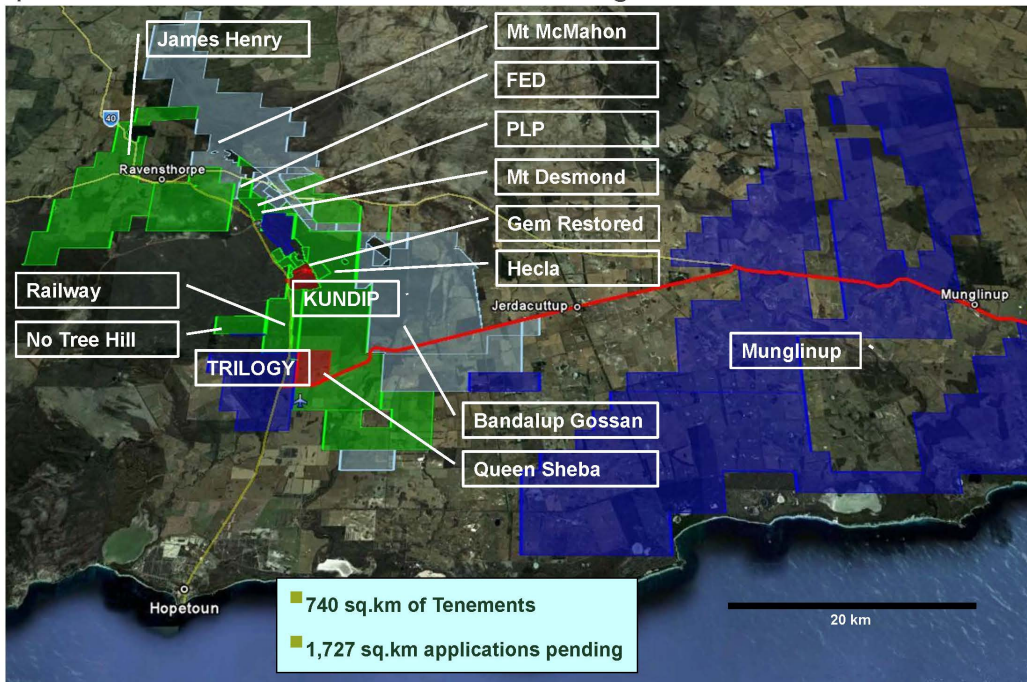 James Henry
Mt McMahon
FED
40
PLP
Ravensthorpe
Mt Desmond
Gem Restored
Hecla
Railway
KUNDIP
Jerdacuttup
Munglinup
No Tree Hill
Munglinup
TRILOGY
Bandalup Gossan
Queen Sheba
Hopetoun
740 sq.km of Tenements
1,727 sq.km applications pending
20 km